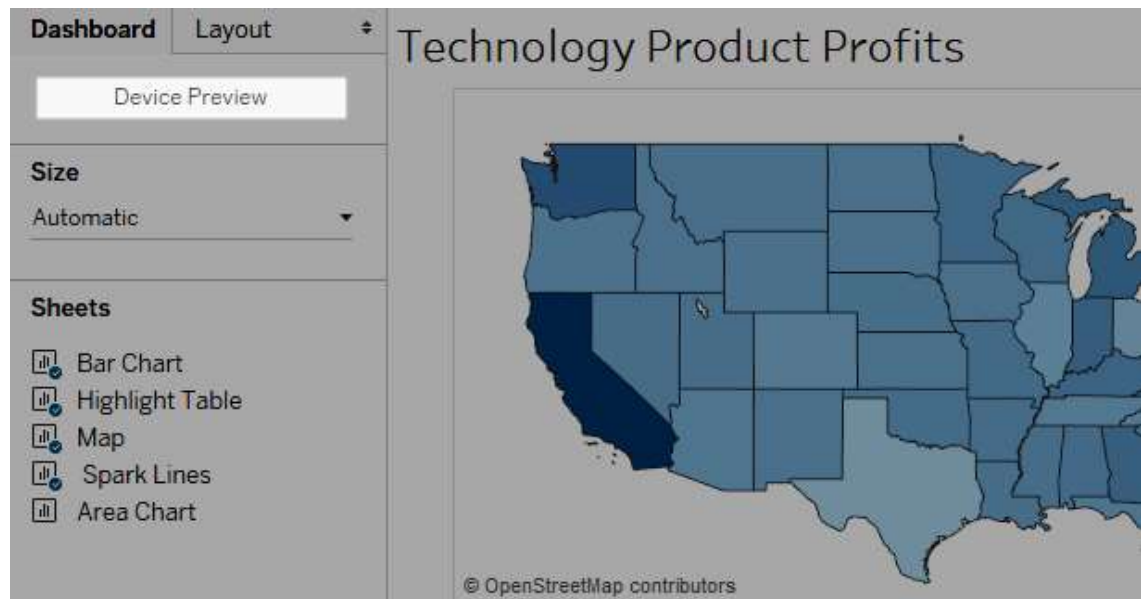 Dashboard Layout
Technology Product Profits
Device Preview
Size
Automatic
Sheets
Bar Chart
Highlight Table
Map
Spark Lines
Area Chart
© OpenStreetMap contributors